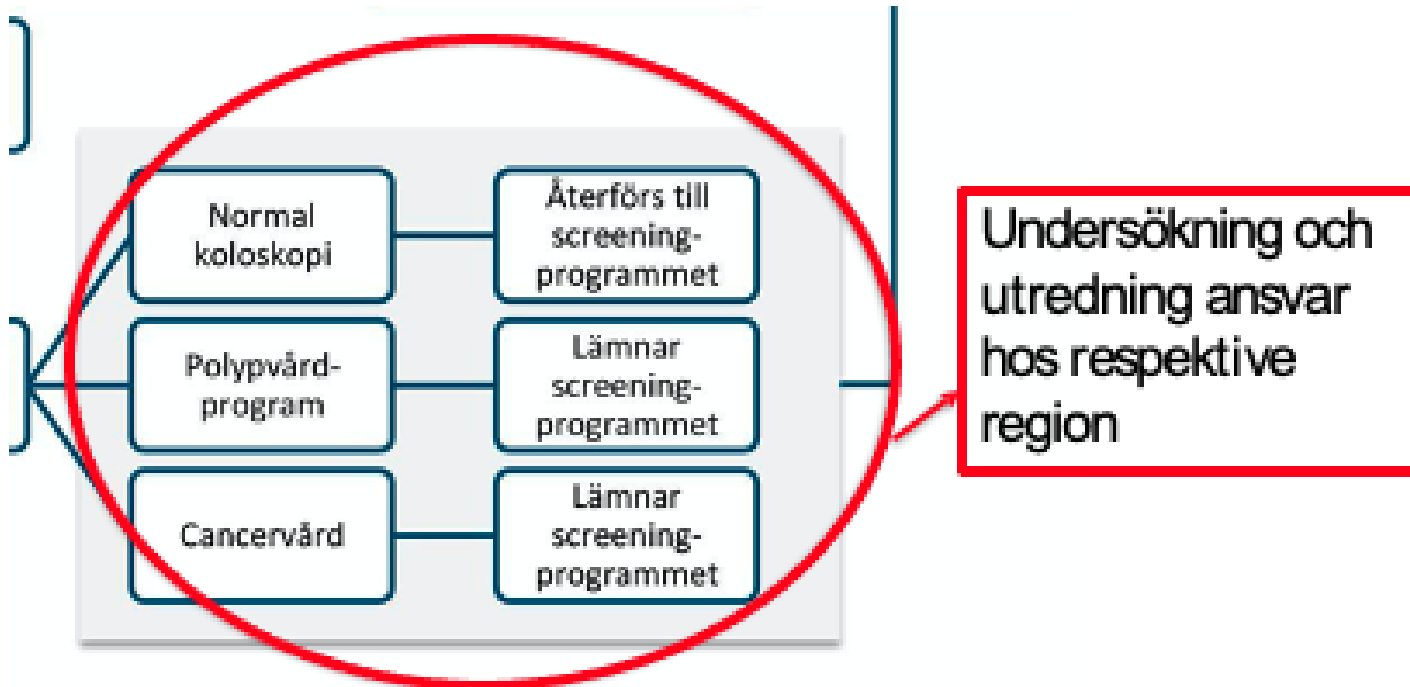 Normal
koloskopi
Återförs till
screening-
programmet
Polypvård-
program
Lämnar
screening-
programmet
Cancervård
Lämnar
screening-
programmet
Undersökning och
utredning ansvar
hos respektive
region